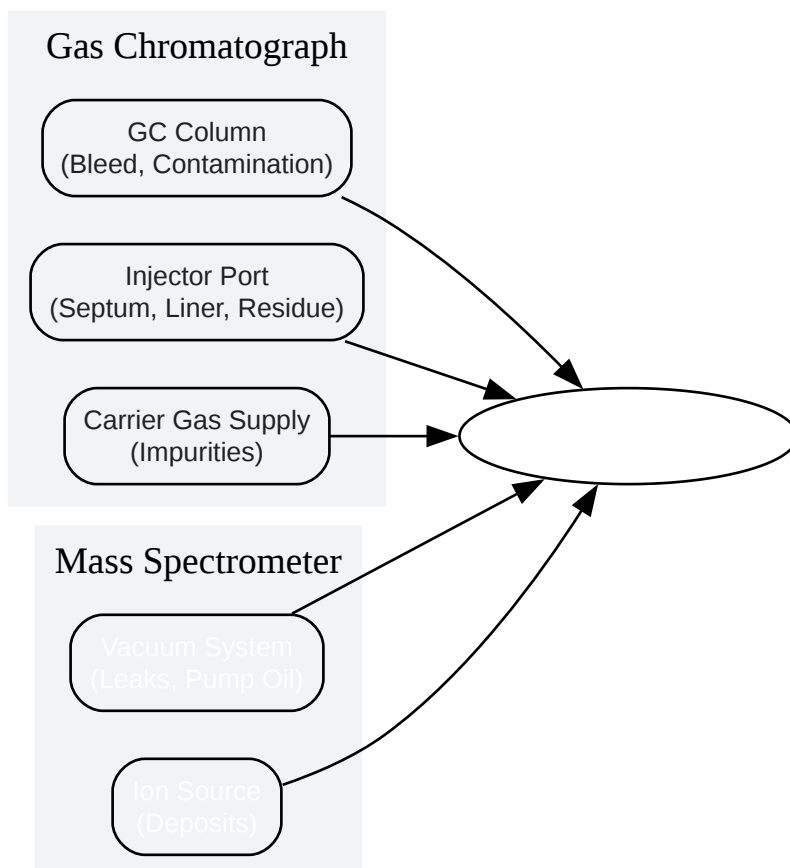 Gas Chromatograph
GC Column
(Bleed, Contamination)
Injector Port
(Septum, Liner, Residue)
Carrier Gas Supply
(Impurities)
Mass Spectrometer
Vacuum System
(Leaks, Pump Oil)
Ion Source
(Deposits)